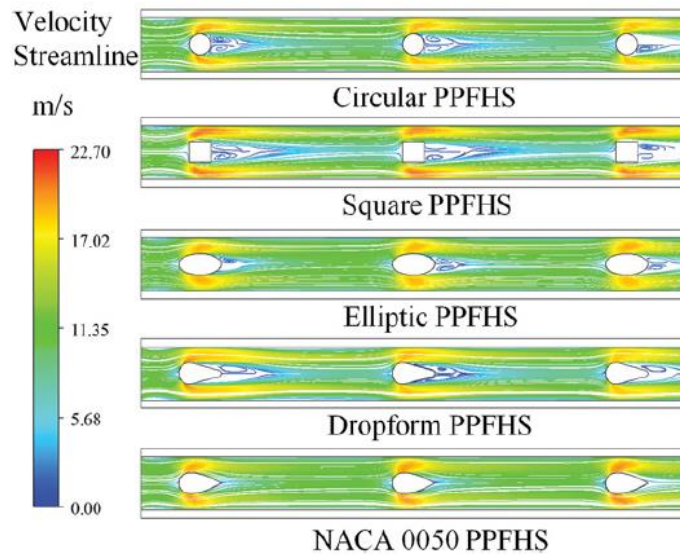 Velocity
Streamline
m/s
22.70
17.02
11.35
5.68
0.00
Circular PPFHS
Square PPFHS
Elliptic PPFHS
Dropform PPFHS
NACA 0050 PPFHS